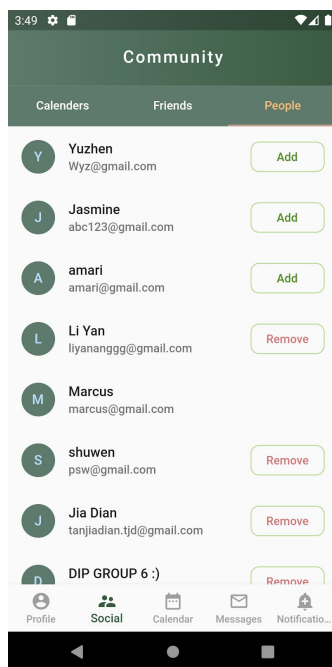 3:49
Community
Calenders Friends People
Y Yuzhen Add
Wyz@gmail.com
J Jasmine Add
abc123@gmail.com
A amari Add
amari@gmail.com
L Li Yan Remove
liyananggg@gmail.com
M Marcus
marcus@gmail.com
S shuwen Remove
psw@gmail.com
J Jia Dian Remove
tanjiadian.tjd@gmail.com
D DIP GROUP 6 :) Remove
Profile Social Calendar Messages Notificatio...